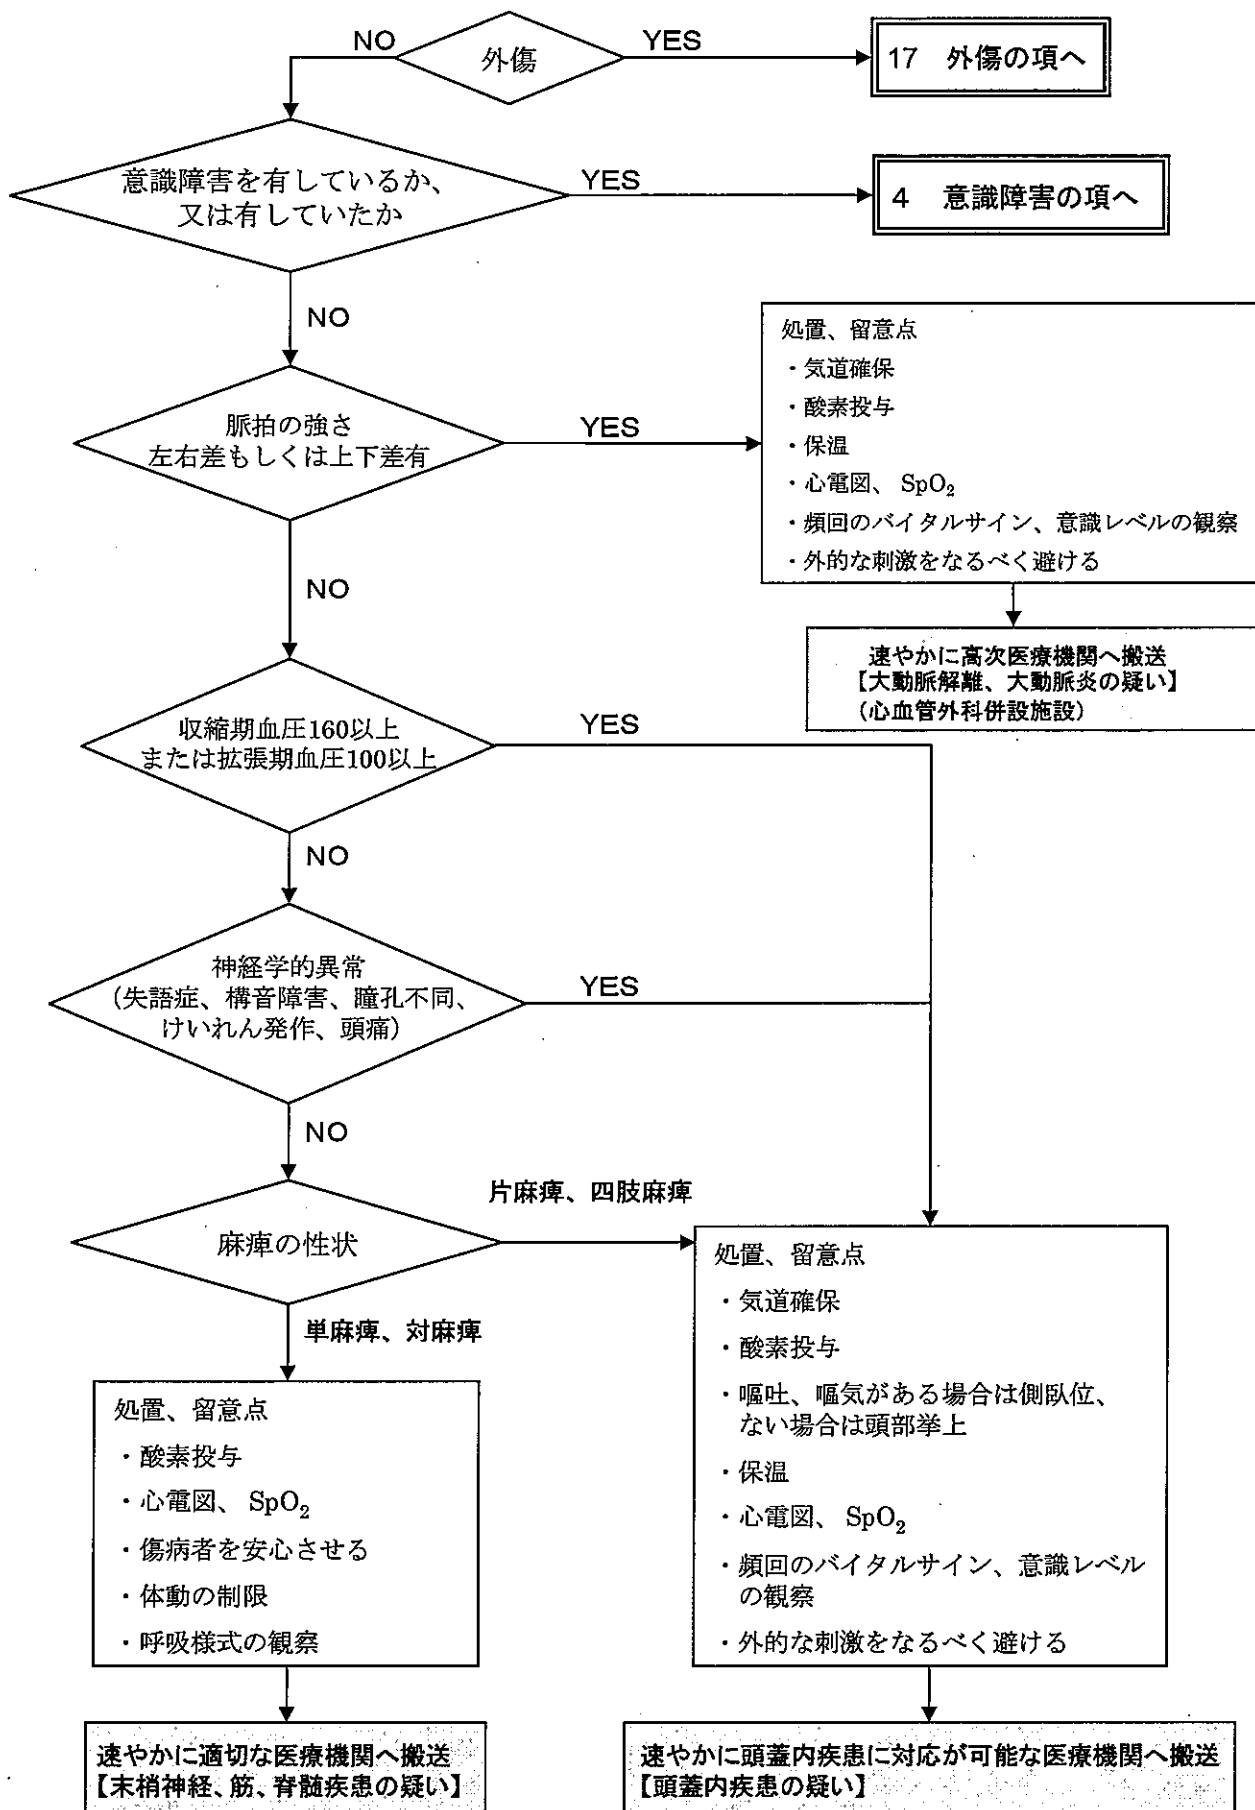 外傷
NO
YES
17 外傷の項へ
意識障害を有しているか、
又は有していたか
YES
4 意識障害の項へ
NO
脈拍の強さ
左右差もしくは上下差有
YES
処置、留意点
・気道確保
・酸素投与
・保温
・心電図、 SpO₂
・頻回のバイタルサイン、意識レベルの観察
・外的な刺激をなるべく避ける
速やかに高次医療機関へ搬送
【大動脈解離、大動脈炎の疑い】
(心血管外科併設施設)
NO
収縮期血圧160以上
または拡張期血圧100以上
YES
NO
神経学的異常
(失語症、構音障害、瞳孔不同、
けいれん発作、頭痛)
YES
NO
麻痺の性状
片麻痺、四肢麻痺
単麻痺、対麻痺
処置、留意点
・酸素投与
・心電図、 SpO₂
・傷病者を安心させる
・体動の制限
・呼吸様式の観察
速やかに適切な医療機関へ搬送
【末梢神経、筋、脊髄疾患の疑い】
処置、留意点
・気道確保
・酸素投与
・嘔吐、嘔気がある場合は側臥位、
ない場合は頭部挙上
・保温
・心電図、 SpO₂
・頻回のバイタルサイン、意識レベル
の観察
・外的な刺激をなるべく避ける
速やかに頭蓋内疾患に対応が可能な医療機関へ搬送
【頭蓋内疾患の疑い】